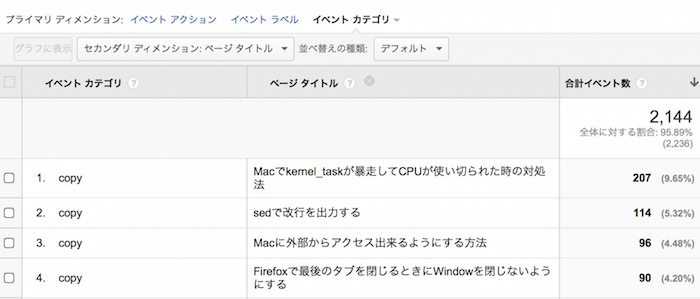 プライマリ ディメンション: イベント アクション イベント ラベル イベント カテゴリ
グラフに表示 セカンダリ ディメンション: ページ タイトル 並べ替えの種類: デフォルト
イベント カテゴリ ? ページ タイトル ? 合計イベント数 ?
2,144
全体に対する割合: 95.89%
(2,236)
1. copy Macでkernel_taskが暴走してCPUが使い切られた時の対処
法 207 (9.65%)
2. copy sedで改行を出力する 114 (5.32%)
3. copy Macに外部からアクセス出来るようにする方法 96 (4.48%)
4. copy Firefoxで最後のタブを閉じるときにWindowを閉じないよう
にする 90 (4.20%)